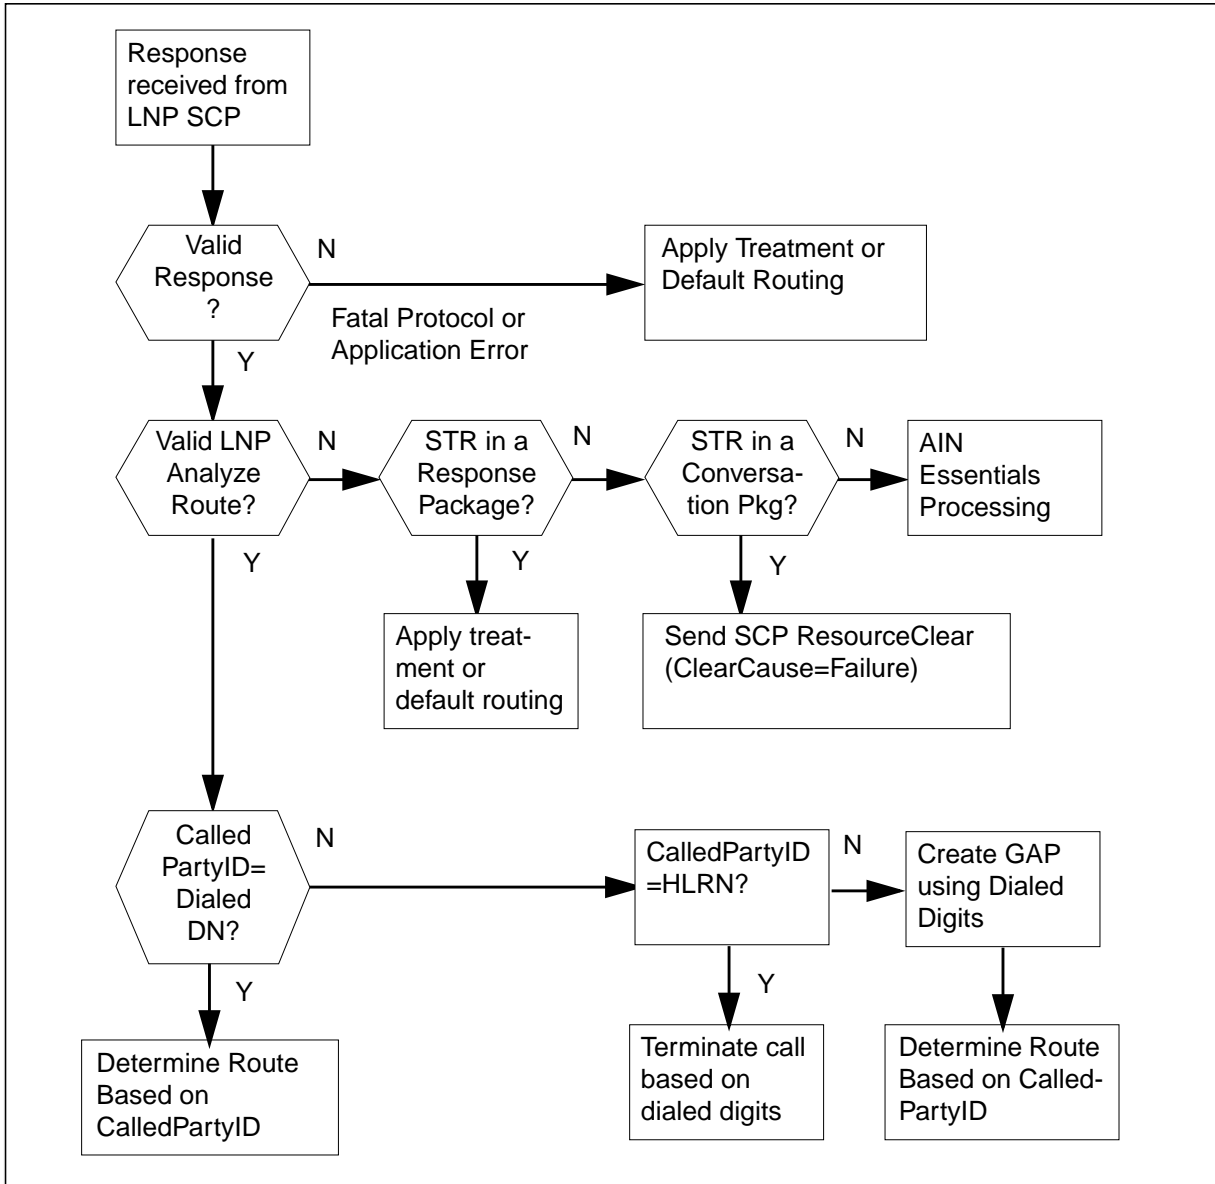 Response
received from
LNP SCP
Valid
Response
?
N
Fatal Protocol or
Application Error
Apply Treatment or
Default Routing
Y
Valid LNP
Analyze
Route?
N
STR in a
Response
Package?
N
STR in a
Conversa-
tion Pkg?
N
AIN
Essentials
Processing
Y
Y
Y
Apply treat-
ment or
default routing
Send SCP ResourceClear
(ClearCause=Failure)
Called
PartyID=
Dialed
DN?
N
CalledPartyID
=HLRN?
N
Create GAP
using Dialed
Digits
Y
Y
Determine Route
Based on
CalledPartyID
Terminate call
based on
dialed digits
Determine Route
Based on Called-
PartyID